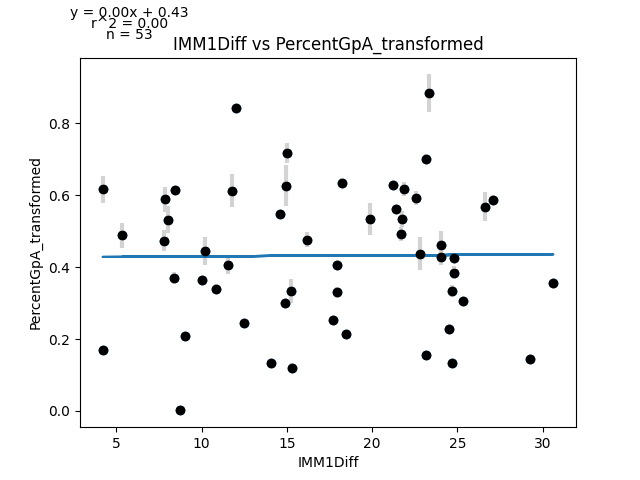 y = 0.00x + 0.43
r^2 = 0.00
n = 53
IMM1Diff vs PercentGpA_transformed
PercentGpA_transformed
0.8
0.6
0.4
0.2
0.0
5 10 15 20 25 30
IMM1Diff